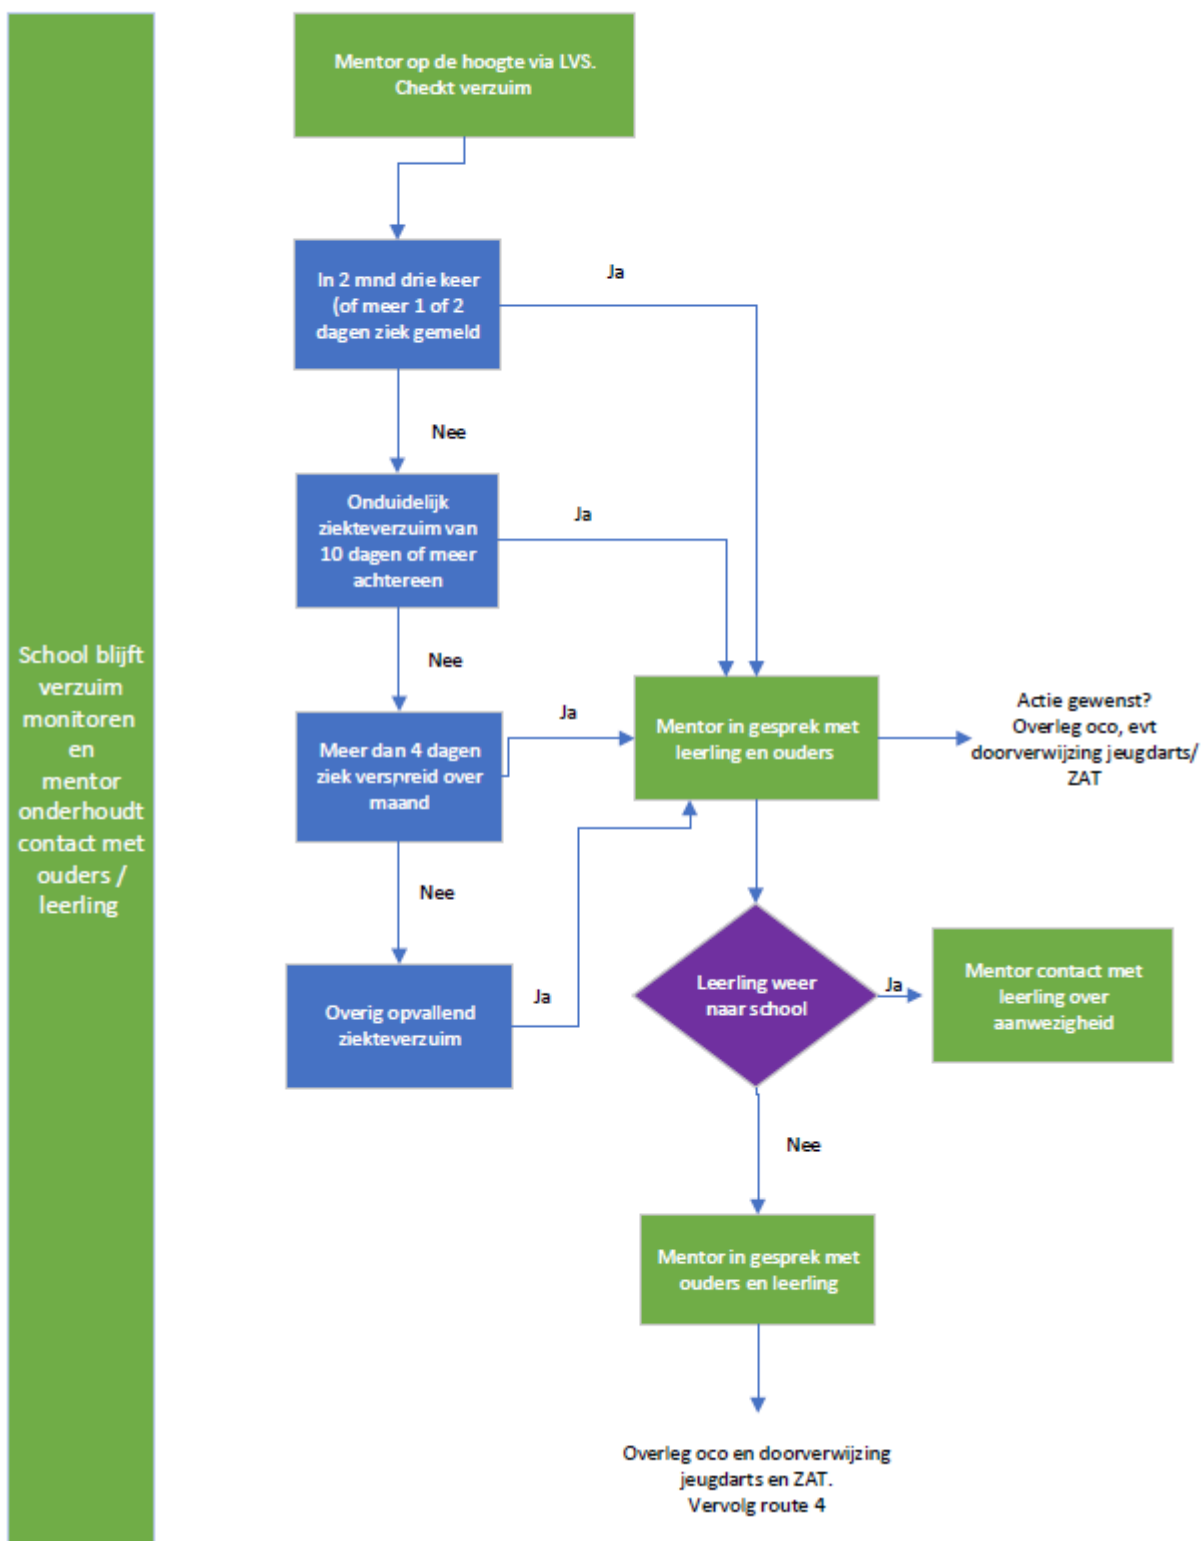 Mentor op de hoogte via LVS.
Checkt verzuim
In 2 mnd drie keer
(of meer 1 of 2
dagen ziek gemeld
Ja
Nee
Onduidelijk
ziekteverzuim van
10 dagen of meer
achtereen
Ja
Nee
Meer dan 4 dagen
ziek verspreid over
maand
Ja
Nee
Overig opvallend
ziekteverzuim
Ja
School blijft
verzuim
monitoren
en
mentor
onderhoudt
contact met
ouders /
leerling
Mentor in gesprek met
leerling en ouders
Actie gewenst?
Overleg oco, evt
doorverwijzing jeugdarts/
ZAT
Leerling weer
naar school
Ja
Mentor contact met
leerling over
aanwezigheid
Nee
Mentor in gesprek met
ouders en leerling
Overleg oco en doorverwijzing
jeugdarts en ZAT.
Vervolg route 4